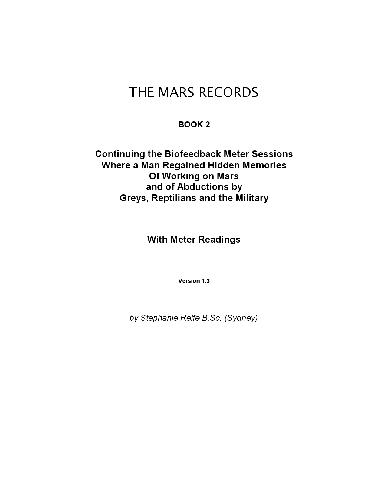 THE MARS RECORDS
BOOK 2
Continuing the Biofeedback Meter Sessions
Where a Man Regained Hidden Memories
Of Working on Mars
and of Abductions by
Greys, Reptilians and the Military
With Meter Readings
Version 1.3
by Stephanie Relfe B.Sc. (Sydney)